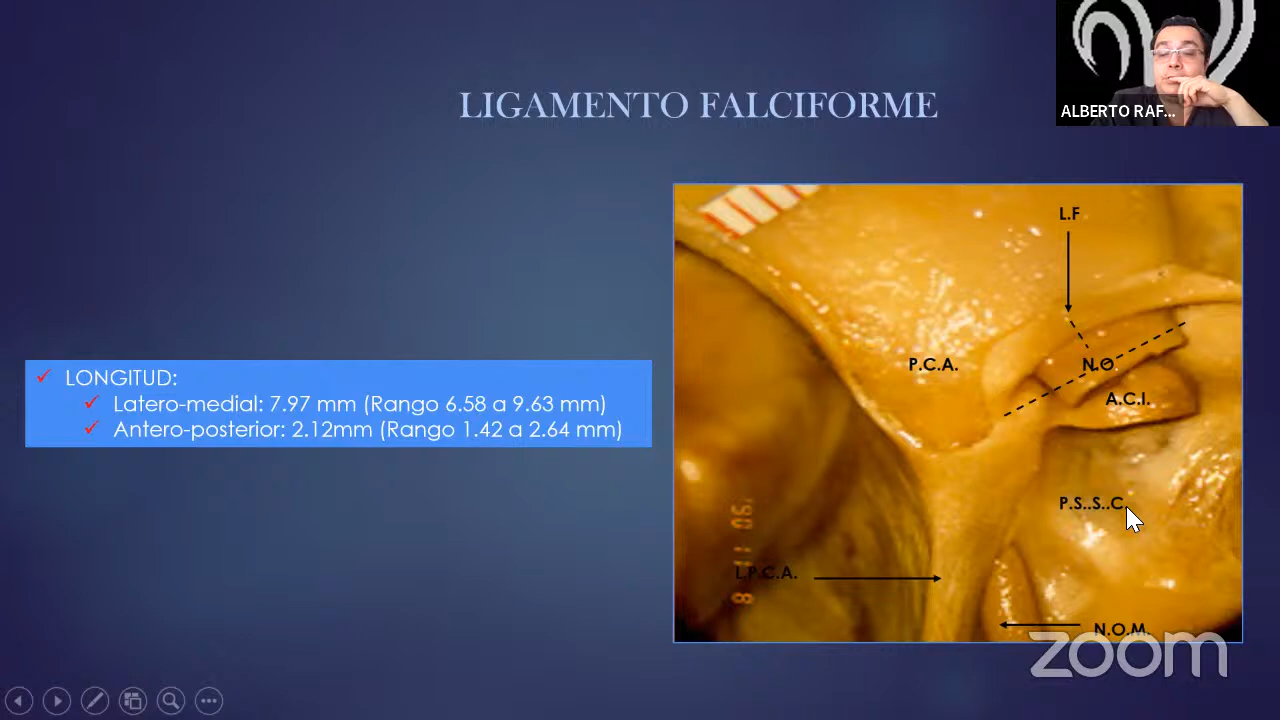 LIGAMENTO FALCIFORME
ALBERTO RAF...
LONGITUD:
Latero-medial: 7.97 mm (Rango 6.58 a 9.63 mm)
Antero-posterior: 2.12mm (Rango 1.42 a 2.64 mm)
L.F
P.C.A.
N.O.
A.C.I.
P.S..S..C.
L.P.C.A.
N.O.M.
zoom